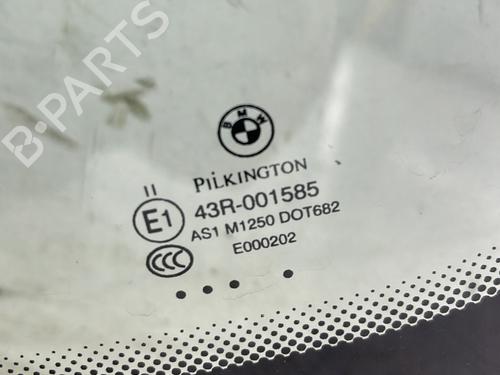 B-PARTS
BMW
PILKINGTON
II
E1
43R-001585
AS1 M1250 DOT682
CCC
E000202